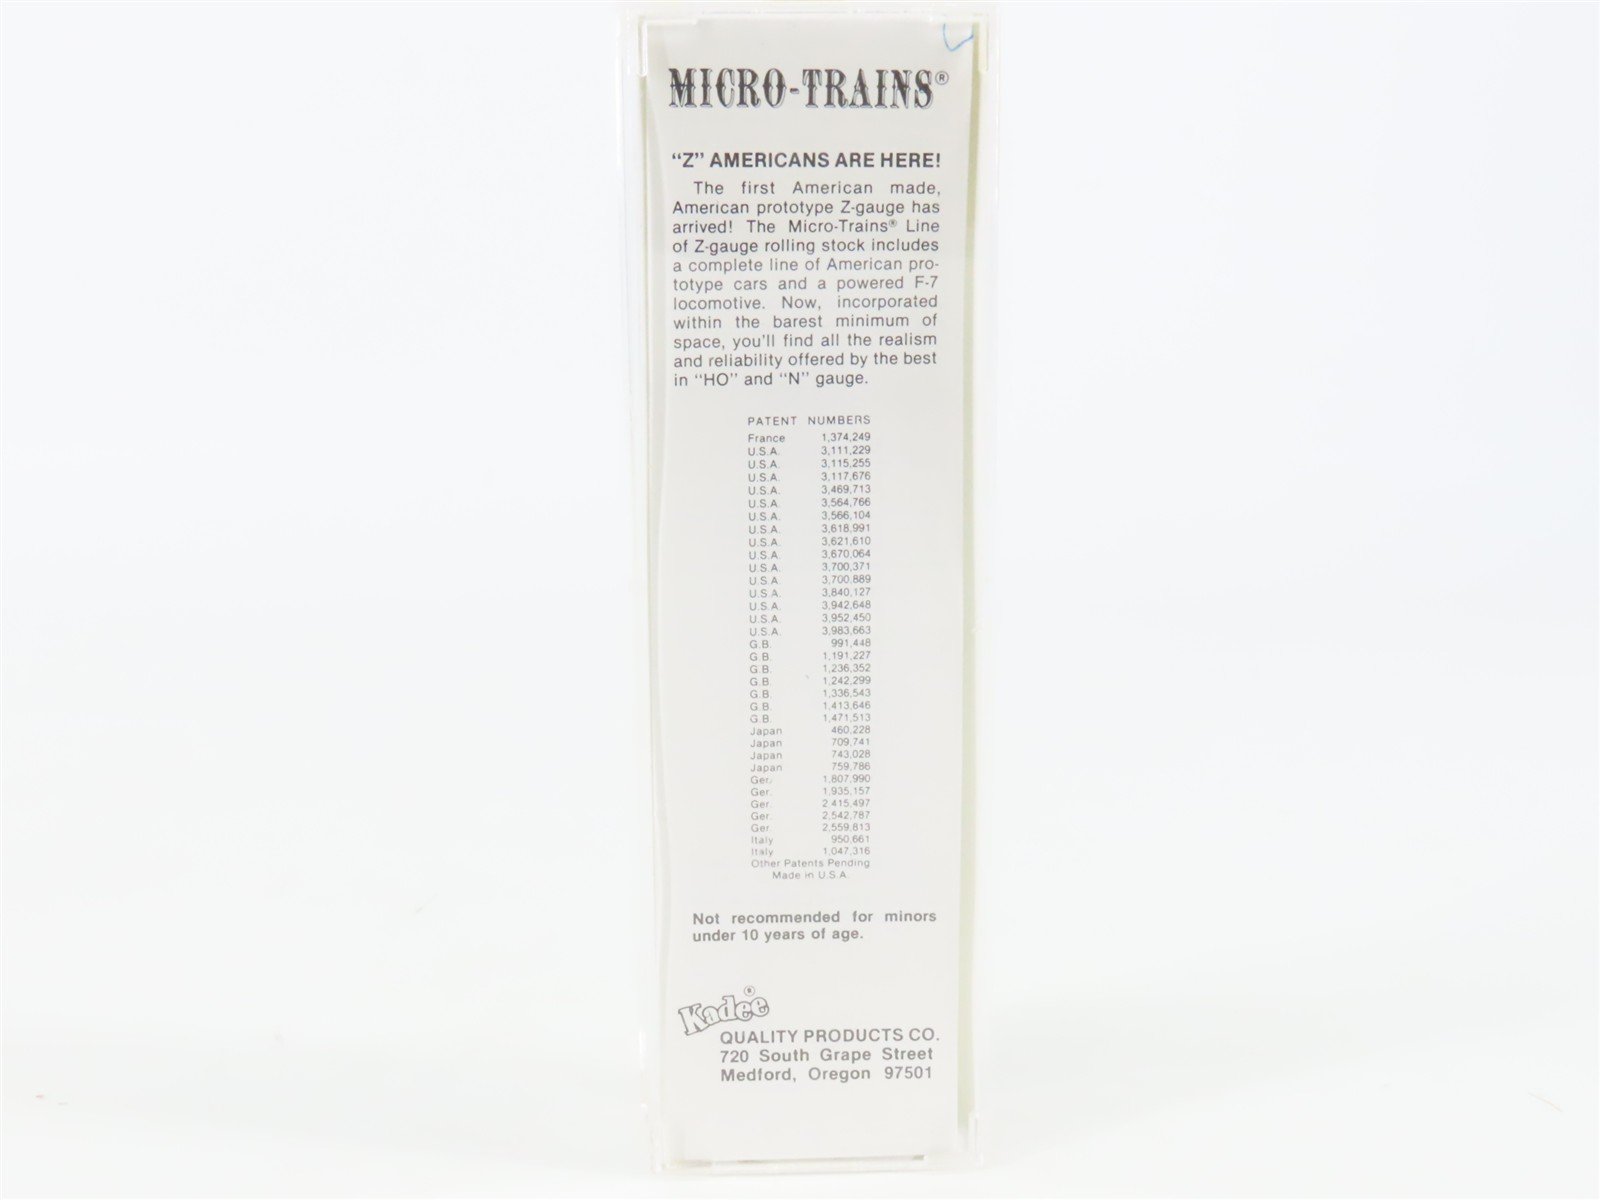 MICRO-TRAINS®
“Z” AMERICANS ARE HERE!
The first American made,
American prototype Z-gauge has
arrived! The Micro-Trains® Line
of Z-gauge rolling stock includes
a complete line of American pro-
totype cars and a powered F-7
locomotive. Now, incorporated
within the barest minimum of
space, you'll find all the realism
and reliability offered by the best
in “HO” and “N” gauge.
PATENT NUMBERS
France 1,374,249
U.S.A. 3,111,229
U.S.A. 3,115,255
U.S.A. 3,117,676
U.S.A. 3,469,713
U.S.A. 3,564,766
U.S.A. 3,566,104
U.S.A. 3,618,991
U.S.A. 3,621,610
U.S.A. 3,670,064
U.S.A. 3,700,371
U.S.A. 3,700,889
U.S.A. 3,840,127
U.S.A. 3,942,648
U.S.A. 3,952,450
U.S.A. 3,983,663
G.B. 991,448
G.B. 1,191,227
G.B. 1,236,352
G.B. 1,242,299
G.B. 1,336,543
G.B. 1,413,646
G.B. 1,471,513
Japan 460,228
Japan 709,741
Japan 743,028
Japan 759,786
Ger. 1,807,990
Ger. 1,935,157
Ger. 2,415,497
Ger. 2,542,787
Ger. 2,559,813
Italy 950,661
Italy 1,047,316
Other Patents Pending
Made in U.S.A.
Not recommended for minors
under 10 years of age.
Kadee®
QUALITY PRODUCTS CO.
720 South Grape Street
Medford, Oregon 97501